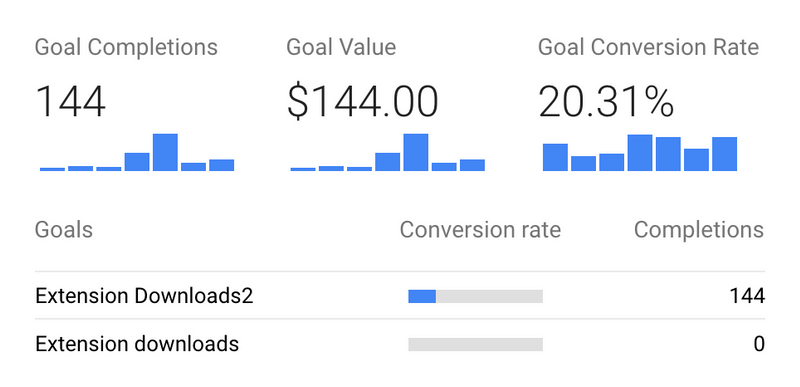 Goal Completions Goal Value Goal Conversion Rate
144 $144.00 20.31%
Goals Conversion rate Completions
Extension Downloads2 144
Extension downloads 0